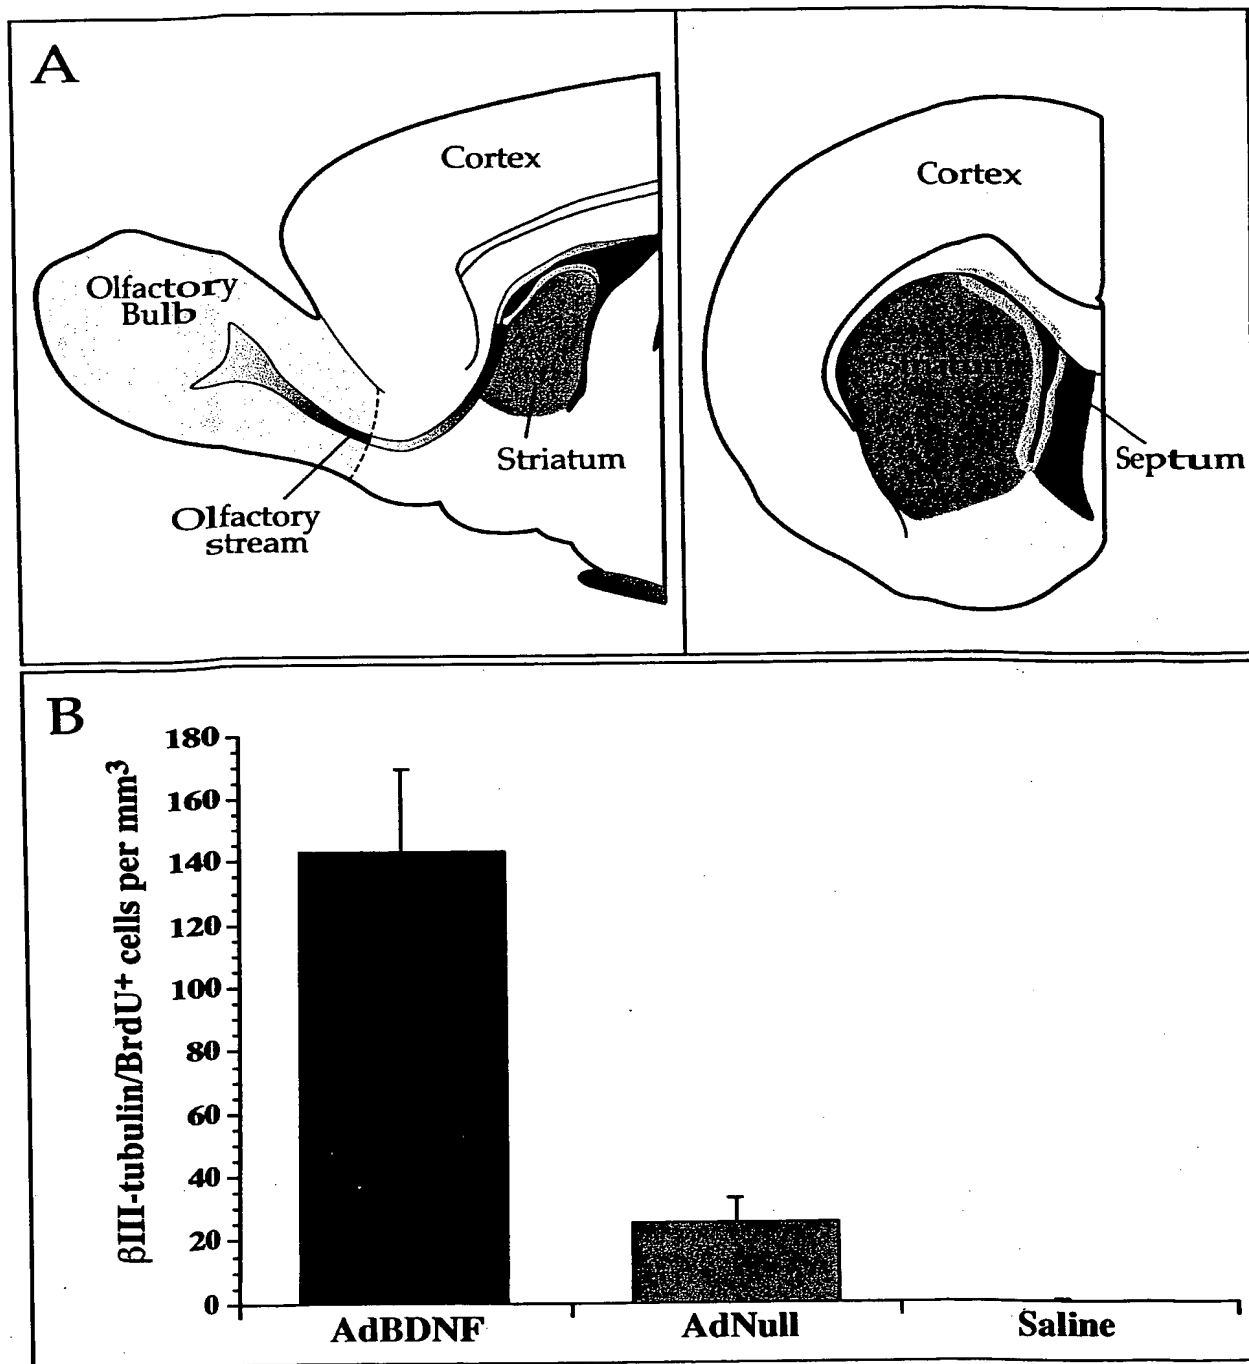 A
Cortex
Olfactory
Bulb
Striatum
Olfactory
stream
Cortex
Striatum
Septum
B
βIII-tubulin/BrdU+ cells per mm3
180
160
140
120
100
80
60
40
20
0
AdBDNF
AdNull
Saline